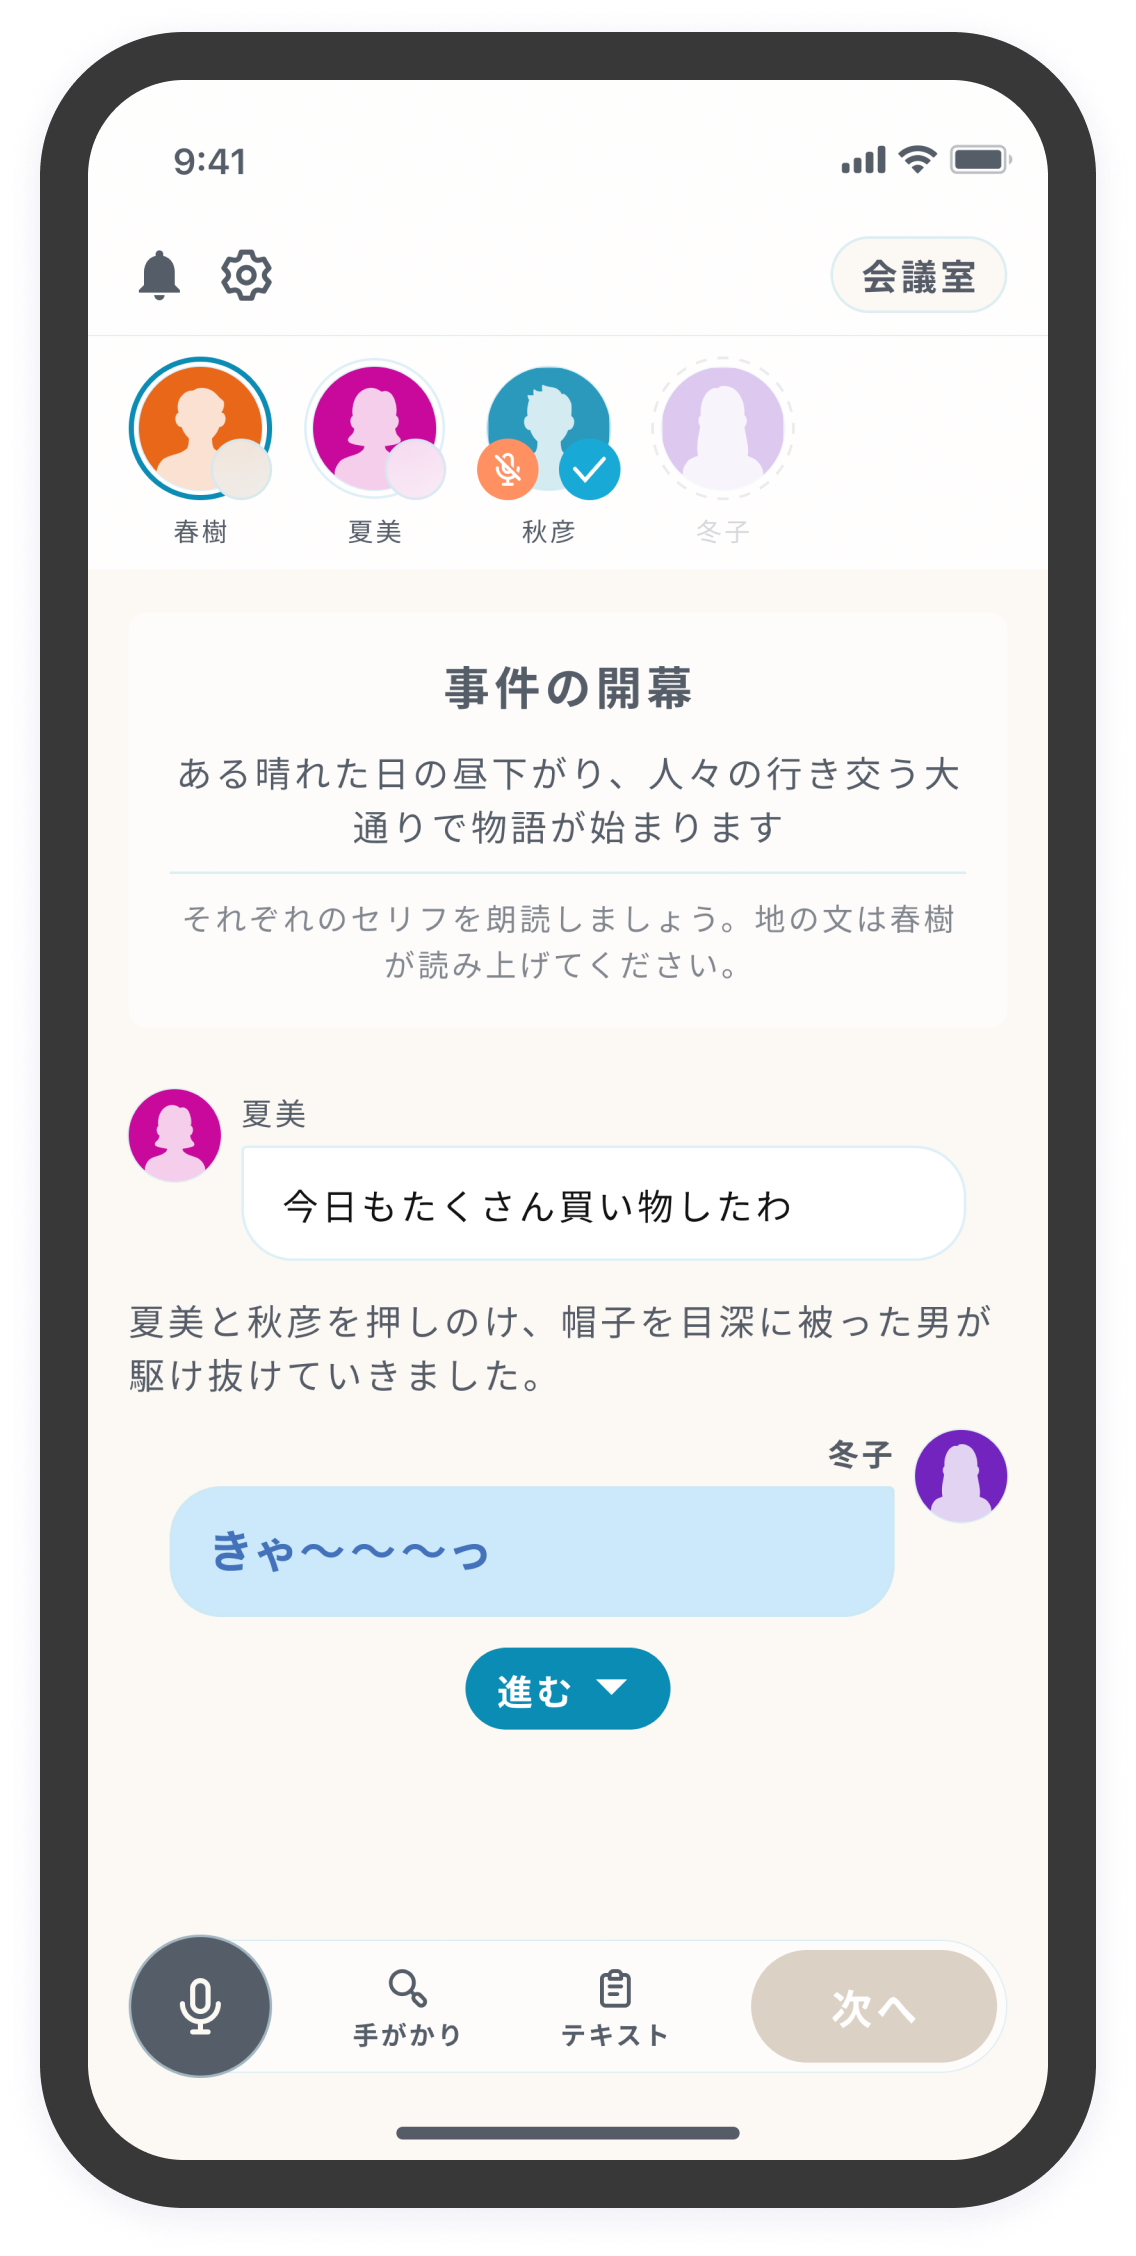 9:41
会議室
春樹
夏美
秋彦
冬子
事件の開幕
ある晴れた日の昼下がり、人々の行き交う大
通りで物語が始まります
それぞれのセリフを朗読しましょう。地の文は春樹
が読み上げてください。
夏美
今日もたくさん買い物したわ
夏美と秋彦を押しのけ、帽子を目深に被った男が
駆け抜けていきました。
冬子
きゃ〜〜〜っ
進む
手がかり
テキスト
次へ